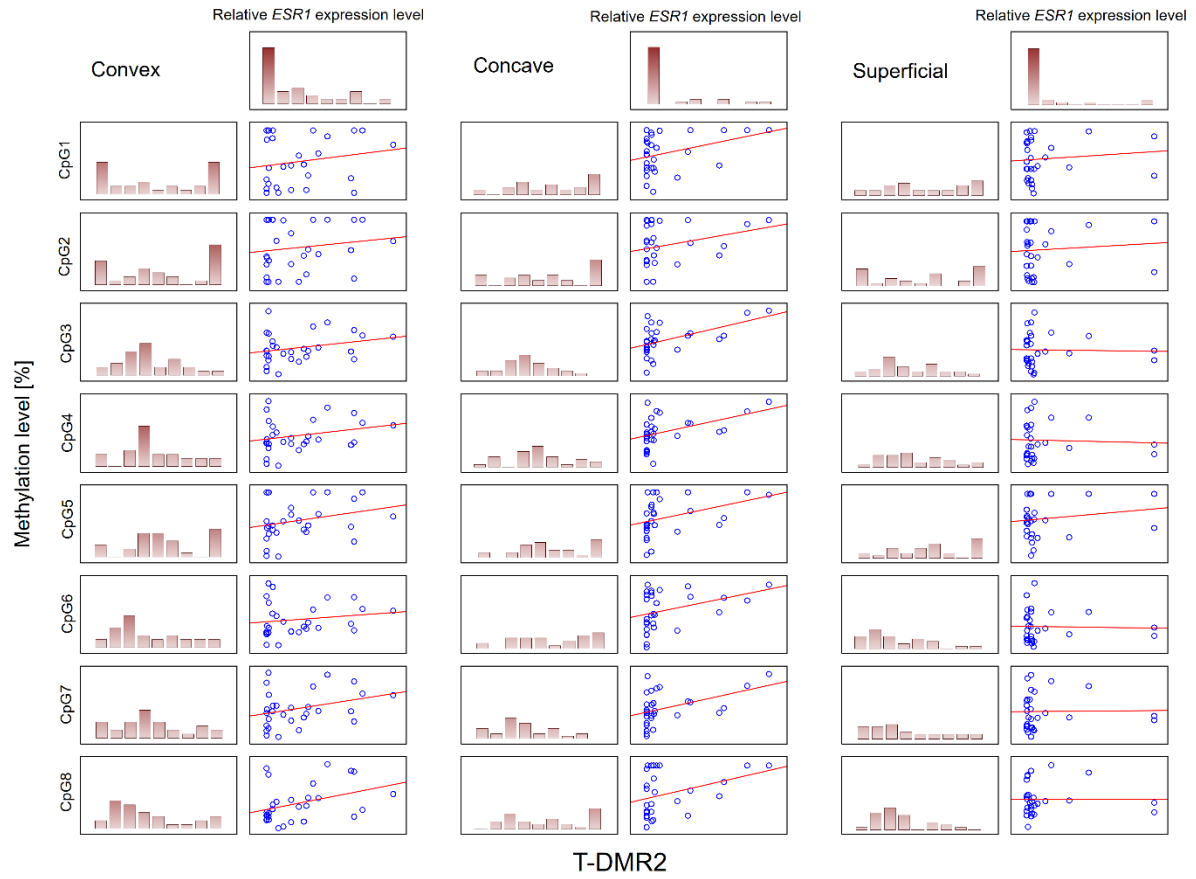 Relative ESR1 expression level
Relative ESR1 expression level
Relative ESR1 expression level
Convex
Concave
Superficial
Methylation level [%]
CpG1
CpG2
CpG3
CpG4
CpG5
CpG6
CpG7
CpG8
T-DMR2